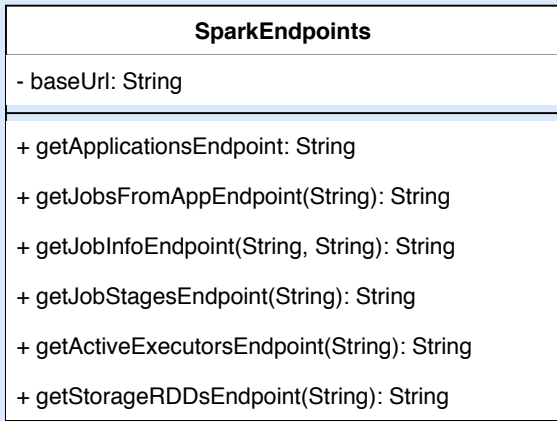 SparkEndpoints
- baseUrl: String
+ getApplicationsEndpoint: String
+ getJobsFromAppEndpoint(String): String
+ getJobInfoEndpoint(String, String): String
+ getJobStagesEndpoint(String): String
+ getActiveExecutorsEndpoint(String): String
+ getStorageRDDsEndpoint(String): String